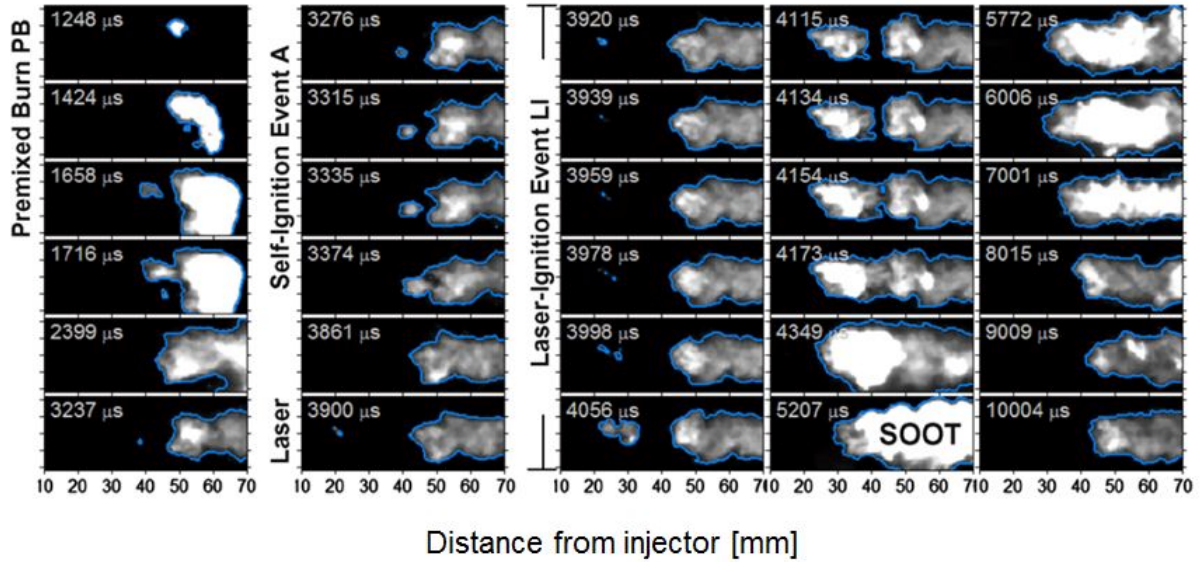 Premixed Burn PB
1248 µs
1424 µs
1658 µs
1716 µs
2399 µs
3237 µs
10 20 30 40 50 60 70
Self-Ignition Event A
Laser
3276 µs
3315 µs
3335 µs
3374 µs
3861 µs
3900 µs
10 20 30 40 50 60 70
Laser-Ignition Event LI
3920 µs
3939 µs
3959 µs
3978 µs
3998 µs
4056 µs
10 20 30 40 50 60 70
4115 µs
4134 µs
4154 µs
4173 µs
4349 µs
5207 µs
SOOT
10 20 30 40 50 60 70
5772 µs
6006 µs
7001 µs
8015 µs
9009 µs
10004 µs
10 20 30 40 50 60 70
Distance from injector [mm]